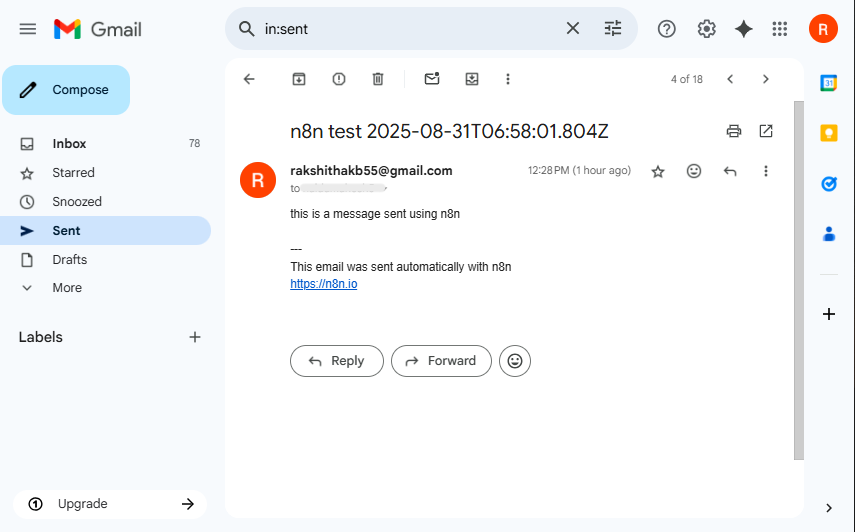 Gmail
in:sent
R
Compose
4 of 18
31
Inbox 78
Starred
Snoozed
Sent
Drafts
More
Labels
n8n test 2025-08-31T06:58:01.804Z
R
rakshithakb55@gmail.com 12:28 PM (1 hour ago)
to
this is a message sent using n8n
---
This email was sent automatically with n8n
https://n8n.io
Reply
Forward
Upgrade